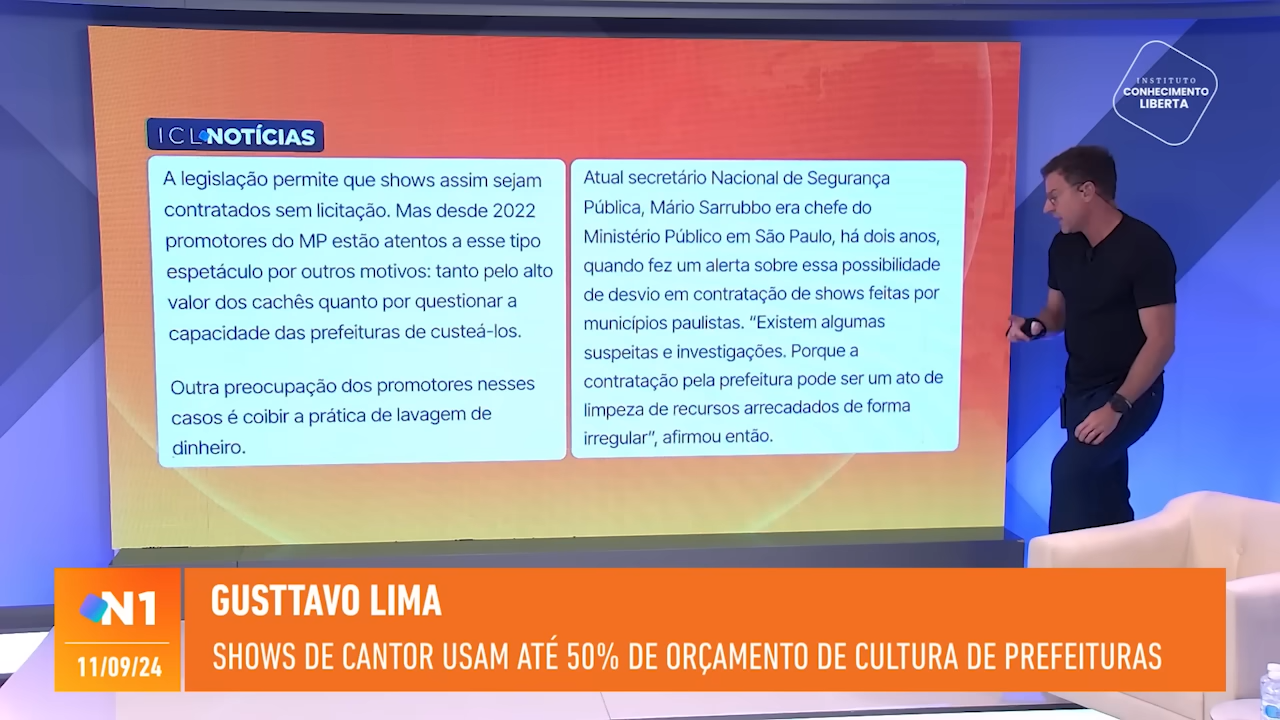 INSTITUTO
CONHECIMENTO
LIBERTA
ICL NOTÍCIAS
A legislação permite que shows assim sejam
contratados sem licitação. Mas desde 2022
promotores do MP estão atentos a esse tipo
espetáculo por outros motivos: tanto pelo alto
valor dos cachês quanto por questionar a
capacidade das prefeituras de custeá-los.
Outra preocupação dos promotores nesses
casos é coibir a prática de lavagem de
dinheiro.
Atual secretário Nacional de Segurança
Pública, Mário Sarrubbo era chefe do
Ministério Público em São Paulo, há dois anos,
quando fez um alerta sobre essa possibilidade
de desvio em contratação de shows feitas por
municípios paulistas. “Existem algumas
suspeitas e investigações. Porque a
contratação pela prefeitura pode ser um ato de
limpeza de recursos arrecadados de forma
irregular”, afirmou então.
N1
11/09/24
GUSTTAVO LIMA
SHOWS DE CANTOR USAM ATÉ 50% DE ORÇAMENTO DE CULTURA DE PREFEITURAS